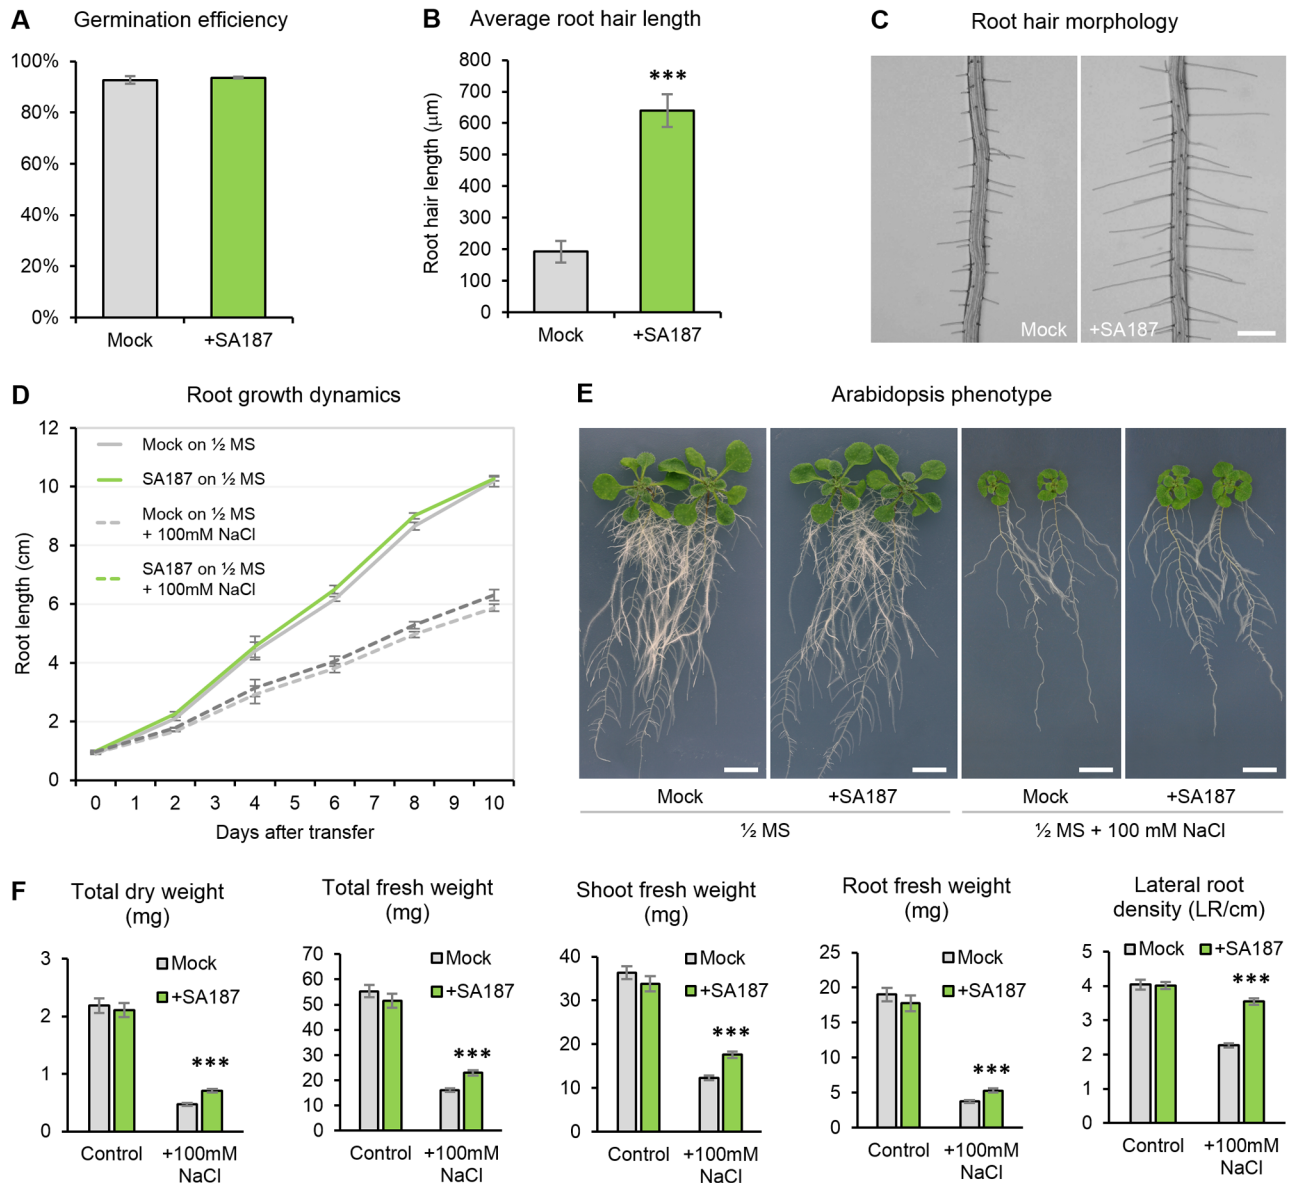 A
Germination efficiency
100%
80%
60%
40%
20%
0%
Mock
+SA187
B
Average root hair length
Root hair length (μm)
800
700
600
500
400
300
200
100
0
***
Mock
+SA187
C
Root hair morphology
Mock
+SA187
D
Root growth dynamics
Root length (cm)
12
10
8
6
4
2
0
Mock on ½ MS
SA187 on ½ MS
Mock on ½ MS
+ 100mM NaCl
SA187 on ½ MS
+ 100mM NaCl
0 1 2 3 4 5 6 7 8 9 10
Days after transfer
E
Arabidopsis phenotype
Mock
+SA187
Mock
+SA187
½ MS
½ MS + 100 mM NaCl
F
Total dry weight
(mg)
3
2
1
0
Mock
+SA187
***
Control
+100mM
NaCl
Total fresh weight
(mg)
70
60
50
40
30
20
10
0
Mock
+SA187
***
Control
+100mM
NaCl
Shoot fresh weight
(mg)
40
30
20
10
0
Mock
+SA187
***
Control
+100mM
NaCl
Root fresh weight
(mg)
25
20
15
10
5
0
Mock
+SA187
***
Control
+100mM
NaCl
Lateral root
density (LR/cm)
5
4
3
2
1
0
Mock
+SA187
***
Control
+100mM
NaCl